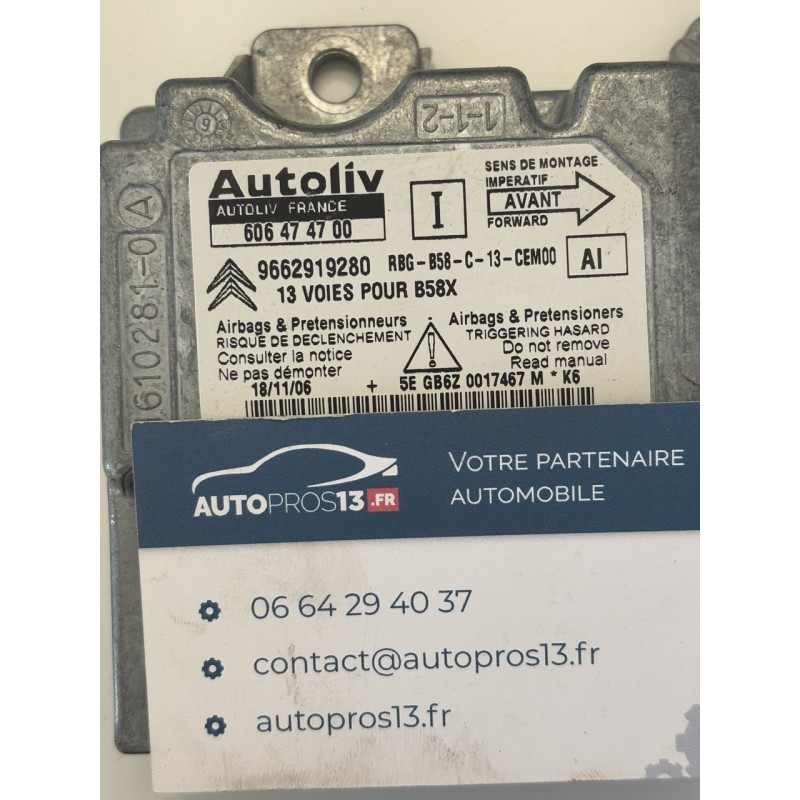 1-1-2
Autoliv
AUTOLIV FRANCE
606 47 47 00
I
SENS DE MONTAGE
IMPERATIF
AVANT
FORWARD
9662919280 RBG-B58-C-13-CEM00
AI
13 VOIES POUR B58X
Airbags & Pretensionneurs
RISQUE DE DECLENCHEMENT
Consulter la notice
Ne pas démonter
Airbags & Pretensioners
TRIGGERING HASARD
Do not remove
Read manual
18/11/06 + 5E GB6Z 0017467 M * K6
610281-0 A
AUTOPROS13.FR
VOTRE PARTENAIRE
AUTOMOBILE
06 64 29 40 37
contact@autopros13.fr
autopros13.fr